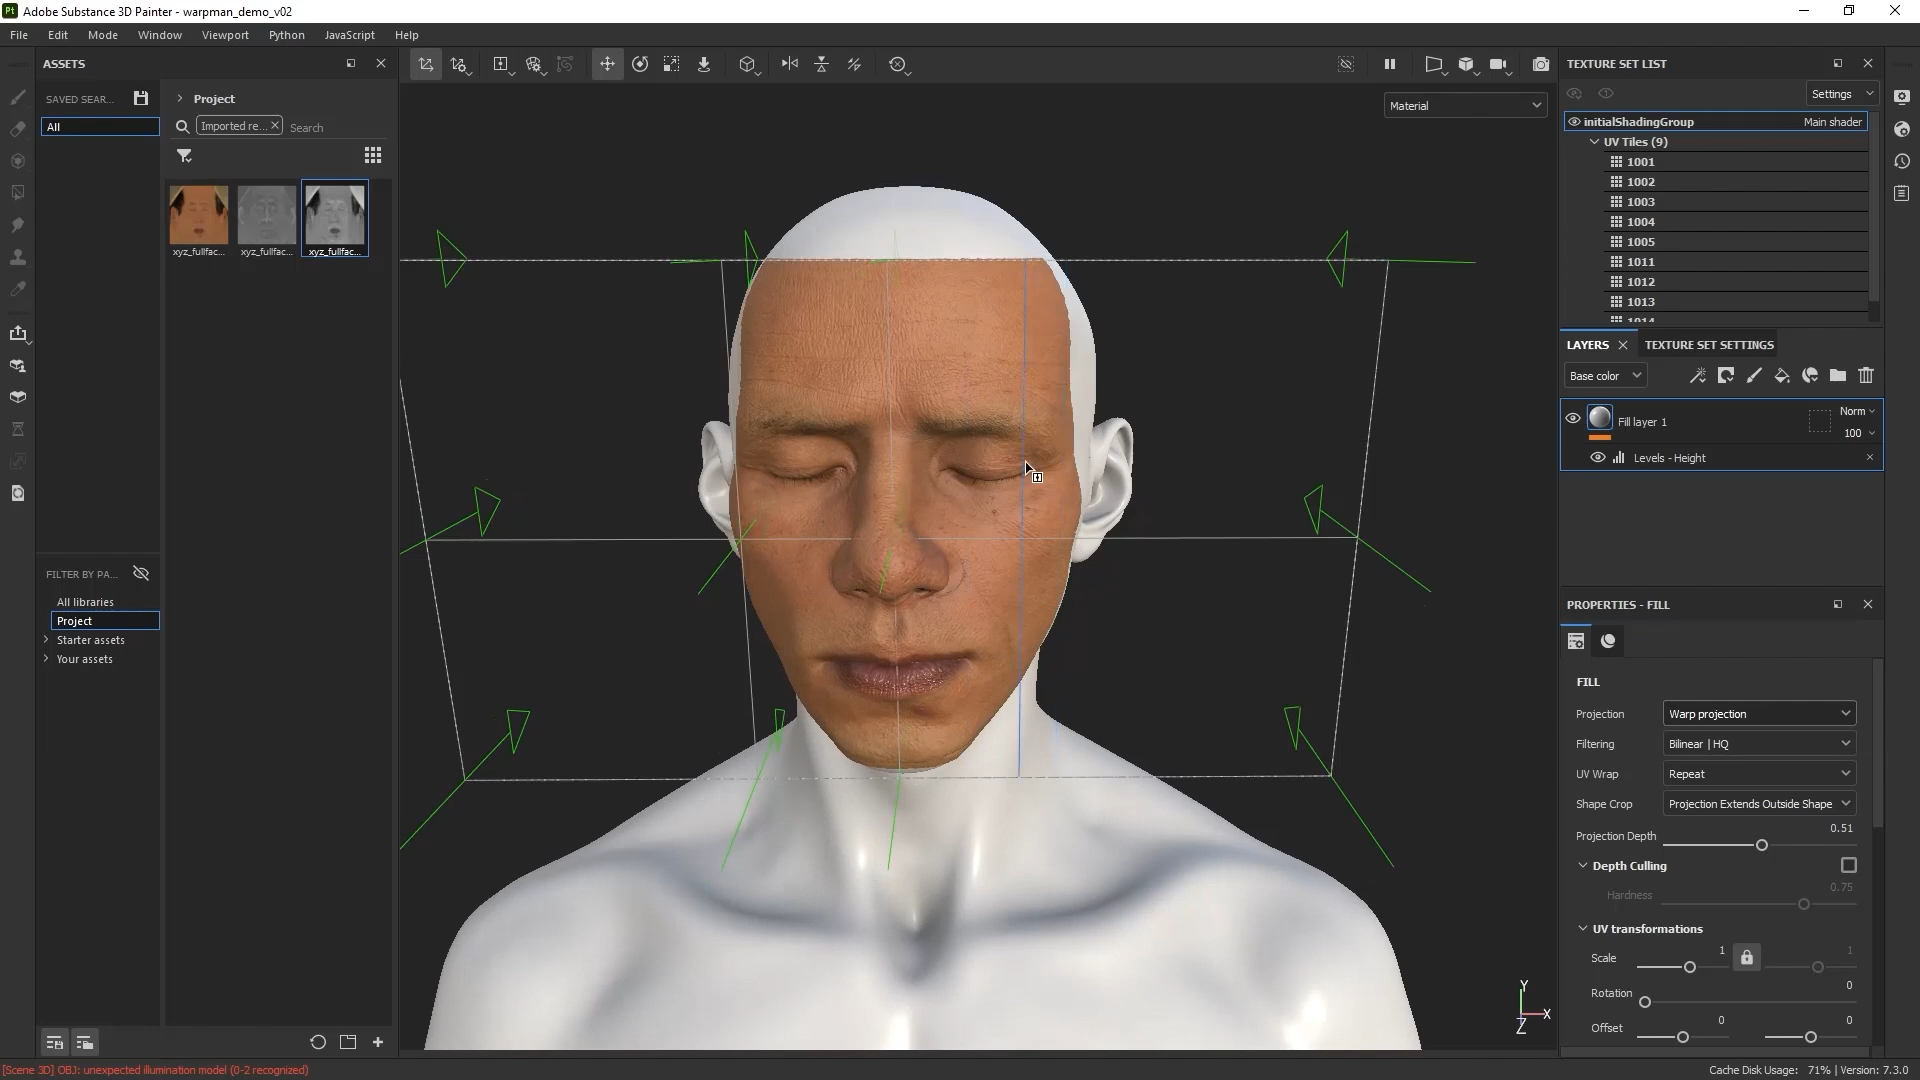 Pt Adobe Substance 3D Painter - warpman_demo_v02
File Edit Mode Window Viewport Python JavaScript Help
ASSETS
SAVED SEAR...
All
Project
Imported re... ×
Search
xyz_fullfac...
xyz_fullfac...
xyz_fullfac...
FILTER BY PA...
All libraries
Project
Starter assets
Your assets
Material
Y
X
Z
TEXTURE SET LIST
Settings
initialShadingGroup Main shader
UV Tiles (9)
1001
1002
1003
1004
1005
1011
1012
1013
1014
LAYERS × TEXTURE SET SETTINGS
Base color
Fill layer 1
Norm
100
Levels - Height ×
PROPERTIES - FILL
FILL
Projection Warp projection
Filtering Bilinear | HQ
UV Wrap Repeat
Shape Crop Projection Extends Outside Shape
Projection Depth 0.51
Depth Culling
Hardness 0.75
UV transformations
Scale 1 1
Rotation 0
Offset 0 0
[Scene 3D] OBJ: unexpected illumination model (0-2 recognized)
Cache Disk Usage: 71% | Version: 7.3.0